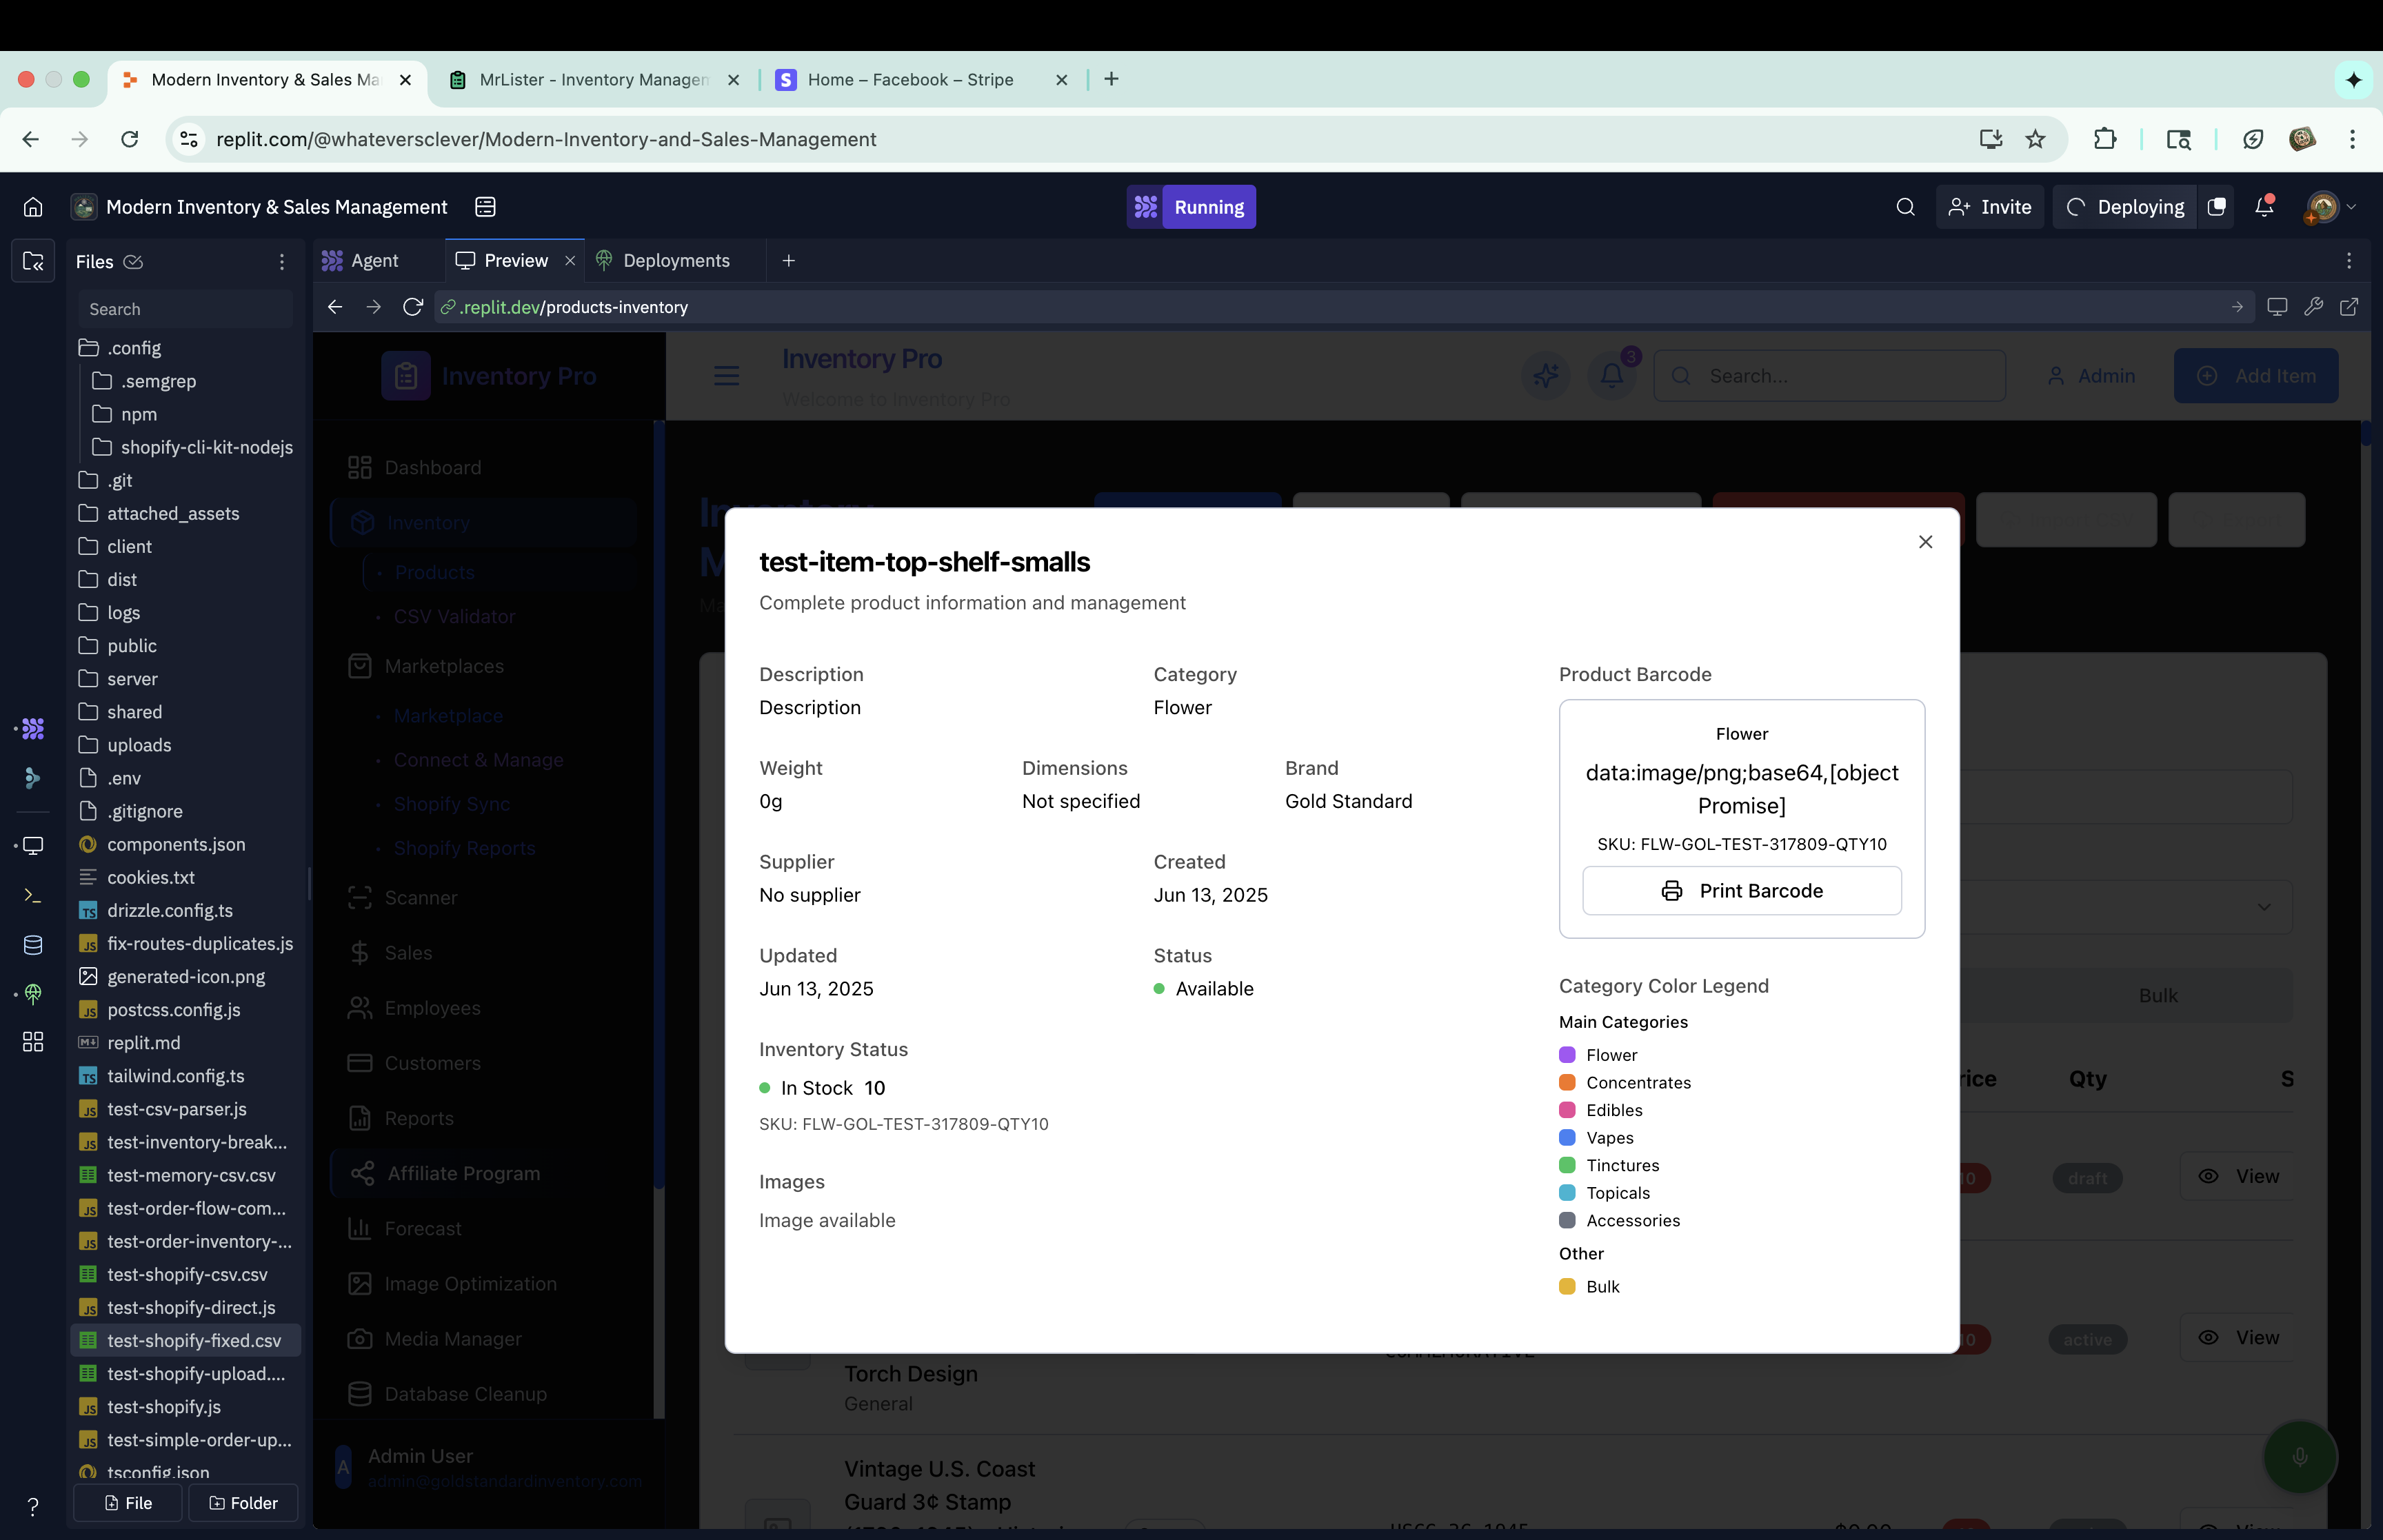 Modern Inventory & Sales Ma
MrLister - Inventory Managem
Home – Facebook – Stripe
replit.com/@whateversclever/Modern-Inventory-and-Sales-Management
Modern Inventory & Sales Management
Running
Invite
Deploying
Files
Agent
Preview
Deployments
Search
.replit.dev/products-inventory
.config
.semgrep
npm
shopify-cli-kit-nodejs
.git
attached_assets
client
dist
logs
public
server
shared
uploads
.env
.gitignore
components.json
cookies.txt
drizzle.config.ts
fix-routes-duplicates.js
generated-icon.png
postcss.config.js
replit.md
tailwind.config.ts
test-csv-parser.js
test-inventory-break...
test-memory-csv.csv
test-order-flow-com...
test-order-inventory-...
test-shopify-csv.csv
test-shopify-direct.js
test-shopify-fixed.csv
test-shopify-upload....
test-shopify.js
test-simple-order-up...
tsconfig.json
File
Folder
Inventory Pro
Dashboard
Inventory
Products
CSV Validator
Marketplaces
Marketplace
Connect & Manage
Shopify Sync
Shopify Reports
Scanner
Sales
Employees
Customers
Reports
Affiliate Program
Forecast
Image Optimization
Media Manager
Database Cleanup
A
Admin User
admin@goldstandardinventory.com
Inventory Pro
Welcome to Inventory Pro
3
Search...
Admin
Add Item
test-item-top-shelf-smalls
Complete product information and management
Description
Description
Category
Flower
Weight
0g
Dimensions
Not specified
Brand
Gold Standard
Supplier
No supplier
Created
Jun 13, 2025
Updated
Jun 13, 2025
Status
Available
Inventory Status
In Stock 10
SKU: FLW-GOL-TEST-317809-QTY10
Images
Image available
Product Barcode
Flower
data:image/png;base64,[object
Promise]
SKU: FLW-GOL-TEST-317809-QTY10
Print Barcode
Category Color Legend
Main Categories
Flower
Concentrates
Edibles
Vapes
Tinctures
Topicals
Accessories
Other
Bulk
Bulk
rice
Qty
S
draft
View
active
View
Torch Design
General
Vintage U.S. Coast
Guard 3¢ Stamp